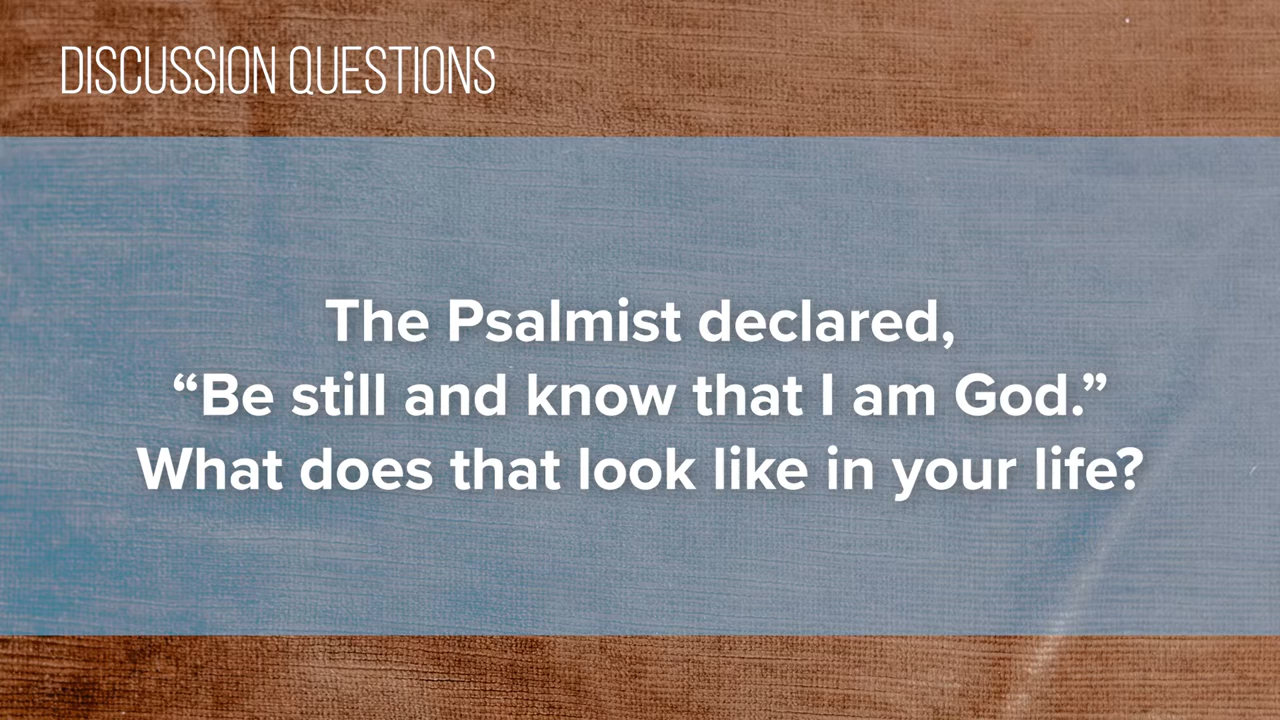 DISCUSSION QUESTIONS
The Psalmist declared,
“Be still and know that I am God.”
What does that look like in your life?